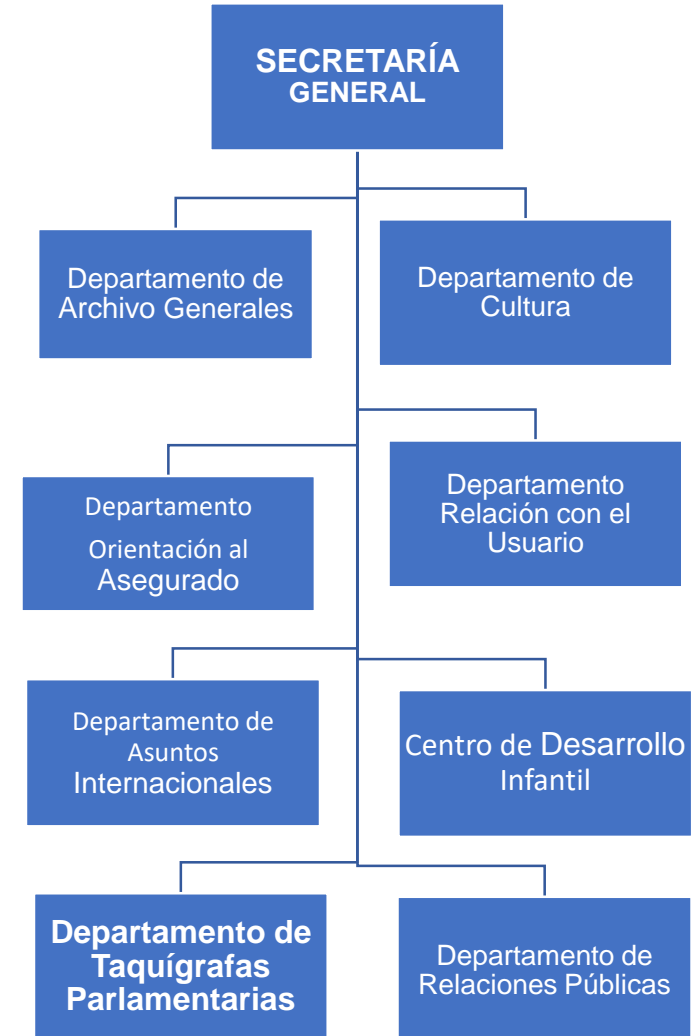 SECRETARÍA
GENERAL
Departamento de
Archivo Generales
Departamento de
Cultura
Departamento
Orientación al
Asegurado
Departamento
Relación con el
Usuario
Departamento de
Asuntos
Internacionales
Centro de Desarrollo
Infantil
Departamento de
Taquígrafas
Parlamentarias
Departamento de
Relaciones Públicas